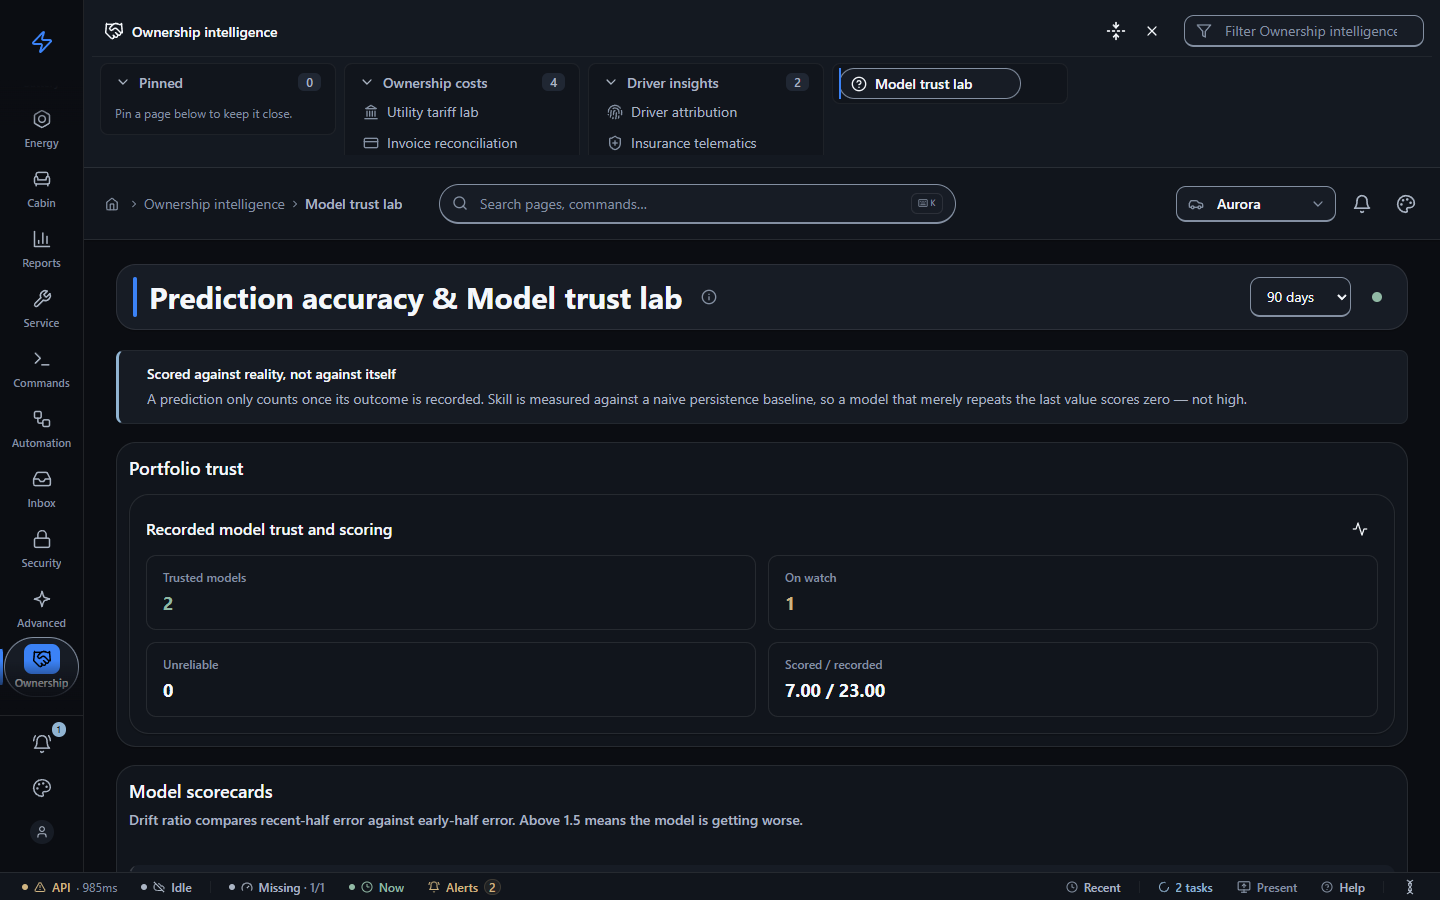 Ownership intelligence
Filter Ownership intelligence
Pinned 0
Pin a page below to keep it close.
Ownership costs 4
Utility tariff lab
Invoice reconciliation
Driver insights 2
Driver attribution
Insurance telematics
Model trust lab
Energy
Cabin
Reports
Service
Commands
Automation
Inbox
Security
Advanced
Ownership
1
Ownership intelligence
Model trust lab
Search pages, commands...
K
Aurora
Prediction accuracy & Model trust lab
90 days
Scored against reality, not against itself
A prediction only counts once its outcome is recorded. Skill is measured against a naive persistence baseline, so a model that merely repeats the last value scores zero — not high.
Portfolio trust
Recorded model trust and scoring
Trusted models
2
On watch
1
Unreliable
0
Scored / recorded
7.00 / 23.00
Model scorecards
Drift ratio compares recent-half error against early-half error. Above 1.5 means the model is getting worse.
API · 985ms
Idle
Missing · 1/1
Now
Alerts 2
Recent
2 tasks
Present
Help